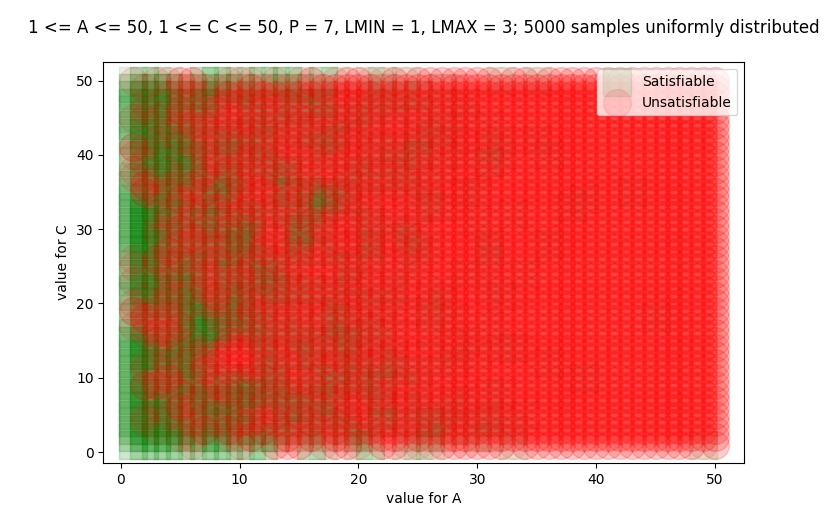 1 <= A <= 50, 1 <= C <= 50, P = 7, LMIN = 1, LMAX = 3; 5000 samples uniformly distributed
Satisfiable
Unsatisfiable
50
40
30
20
10
0
value for C
0 10 20 30 40 50
value for A